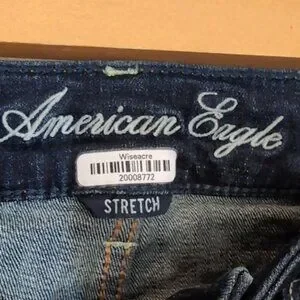 American Eagle
Wiseacre
20008772
STRETCH